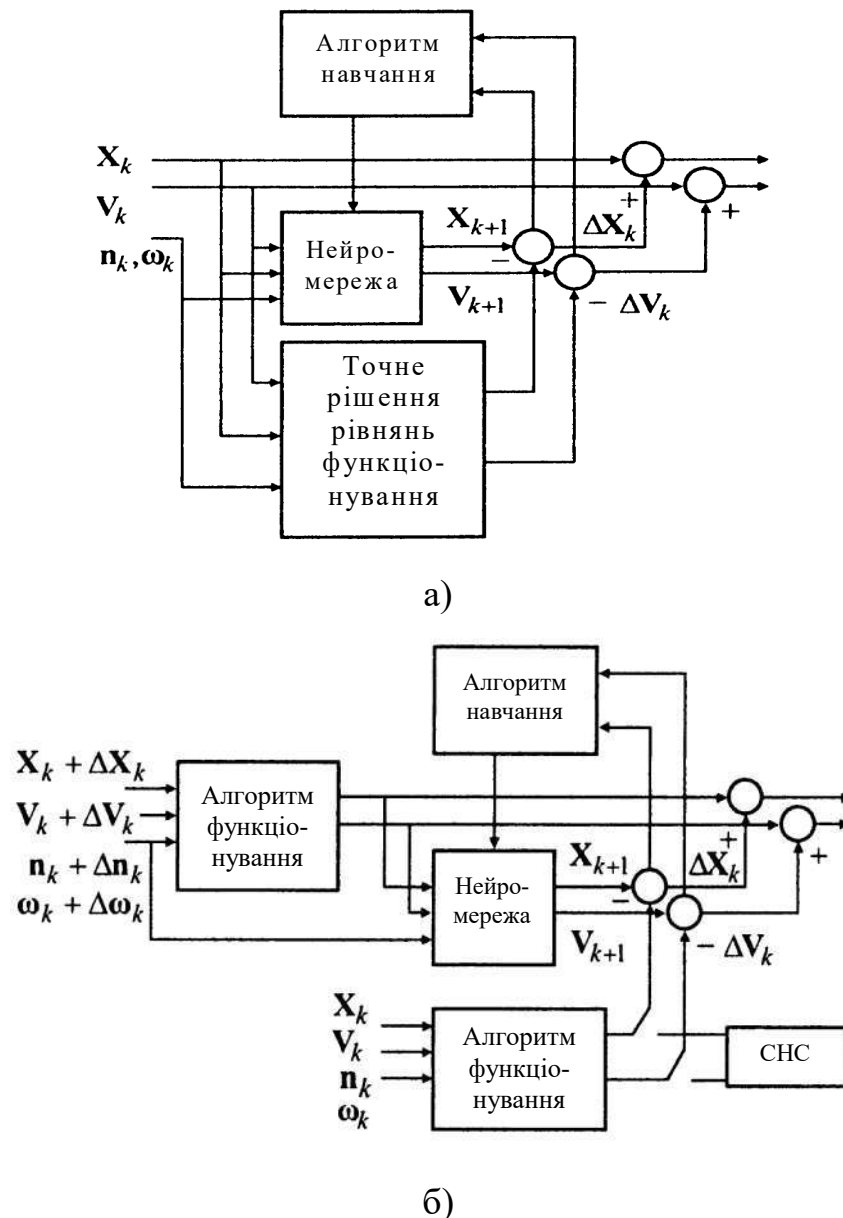 Алгоритм
навчання
X_k
V_k
n_k, ω_k
Нейро-
мережа
X_{k+1}
V_{k+1}
−
ΔX_k
+
+
− ΔV_k
Точне
рішення
рівнянь
функціо-
нування
а)
Алгоритм
навчання
X_k + ΔX_k
V_k + ΔV_k
n_k + Δn_k
ω_k + Δω_k
Алгоритм
функціо-
нування
Нейро-
мережа
X_{k+1}
V_{k+1}
−
ΔX_k
+
+
− ΔV_k
X_k
V_k
n_k
ω_k
Алгоритм
функціо-
нування
СНС
б)